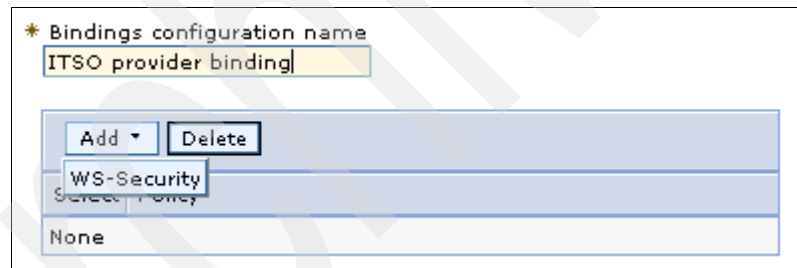 * Bindings configuration name
ITSO provider binding
Add Delete
WS-Security
None